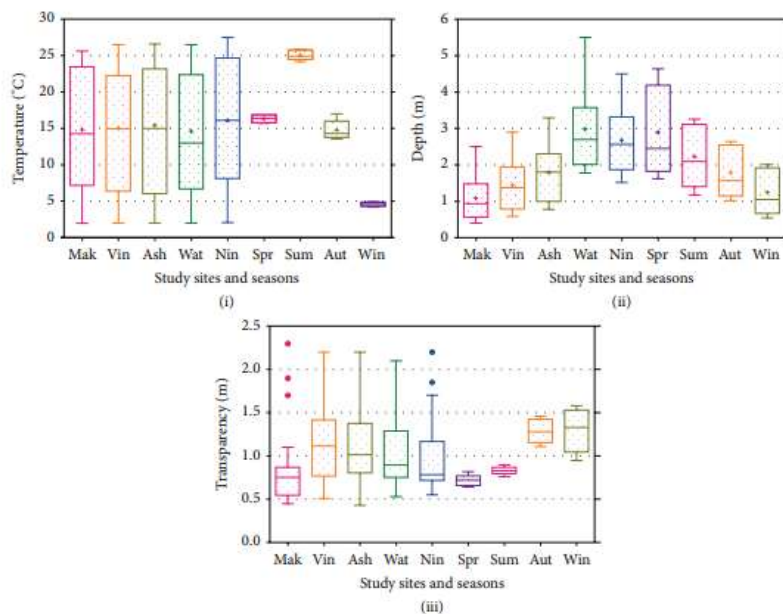 30
25
20
15
10
5
0
Temperature (˚C)
Mak Vin Ash Wat Nin Spr Sum Aut Win
Study sites and seasons
(i)
6
5
4
3
2
1
0
Depth (m)
Mak Vin Ash Wat Nin Spr Sum Aut Win
Study sites and seasons
(ii)
2.5
2.0
1.5
1.0
0.5
0.0
Transparency (m)
Mak Vin Ash Wat Nin Spr Sum Aut Win
Study sites and seasons
(iii)